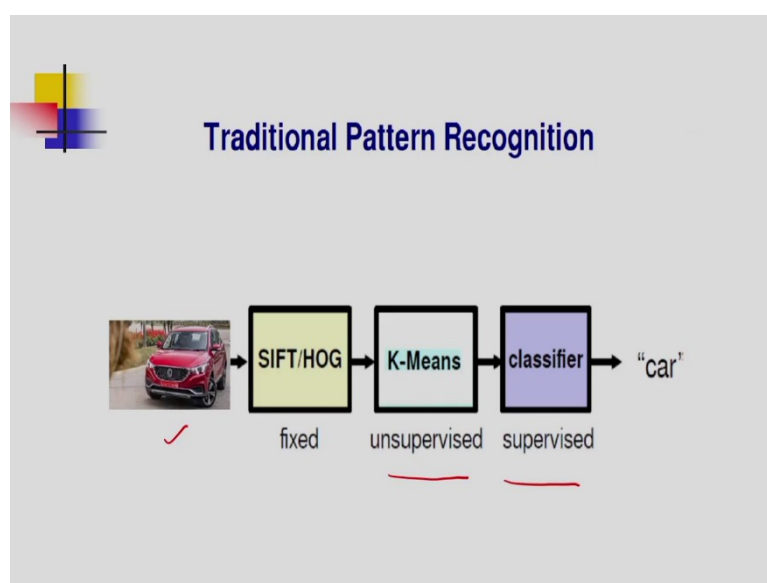 Traditional Pattern Recognition
SIFT/HOG
K-Means
classifier
"car"
fixed
unsupervised
supervised